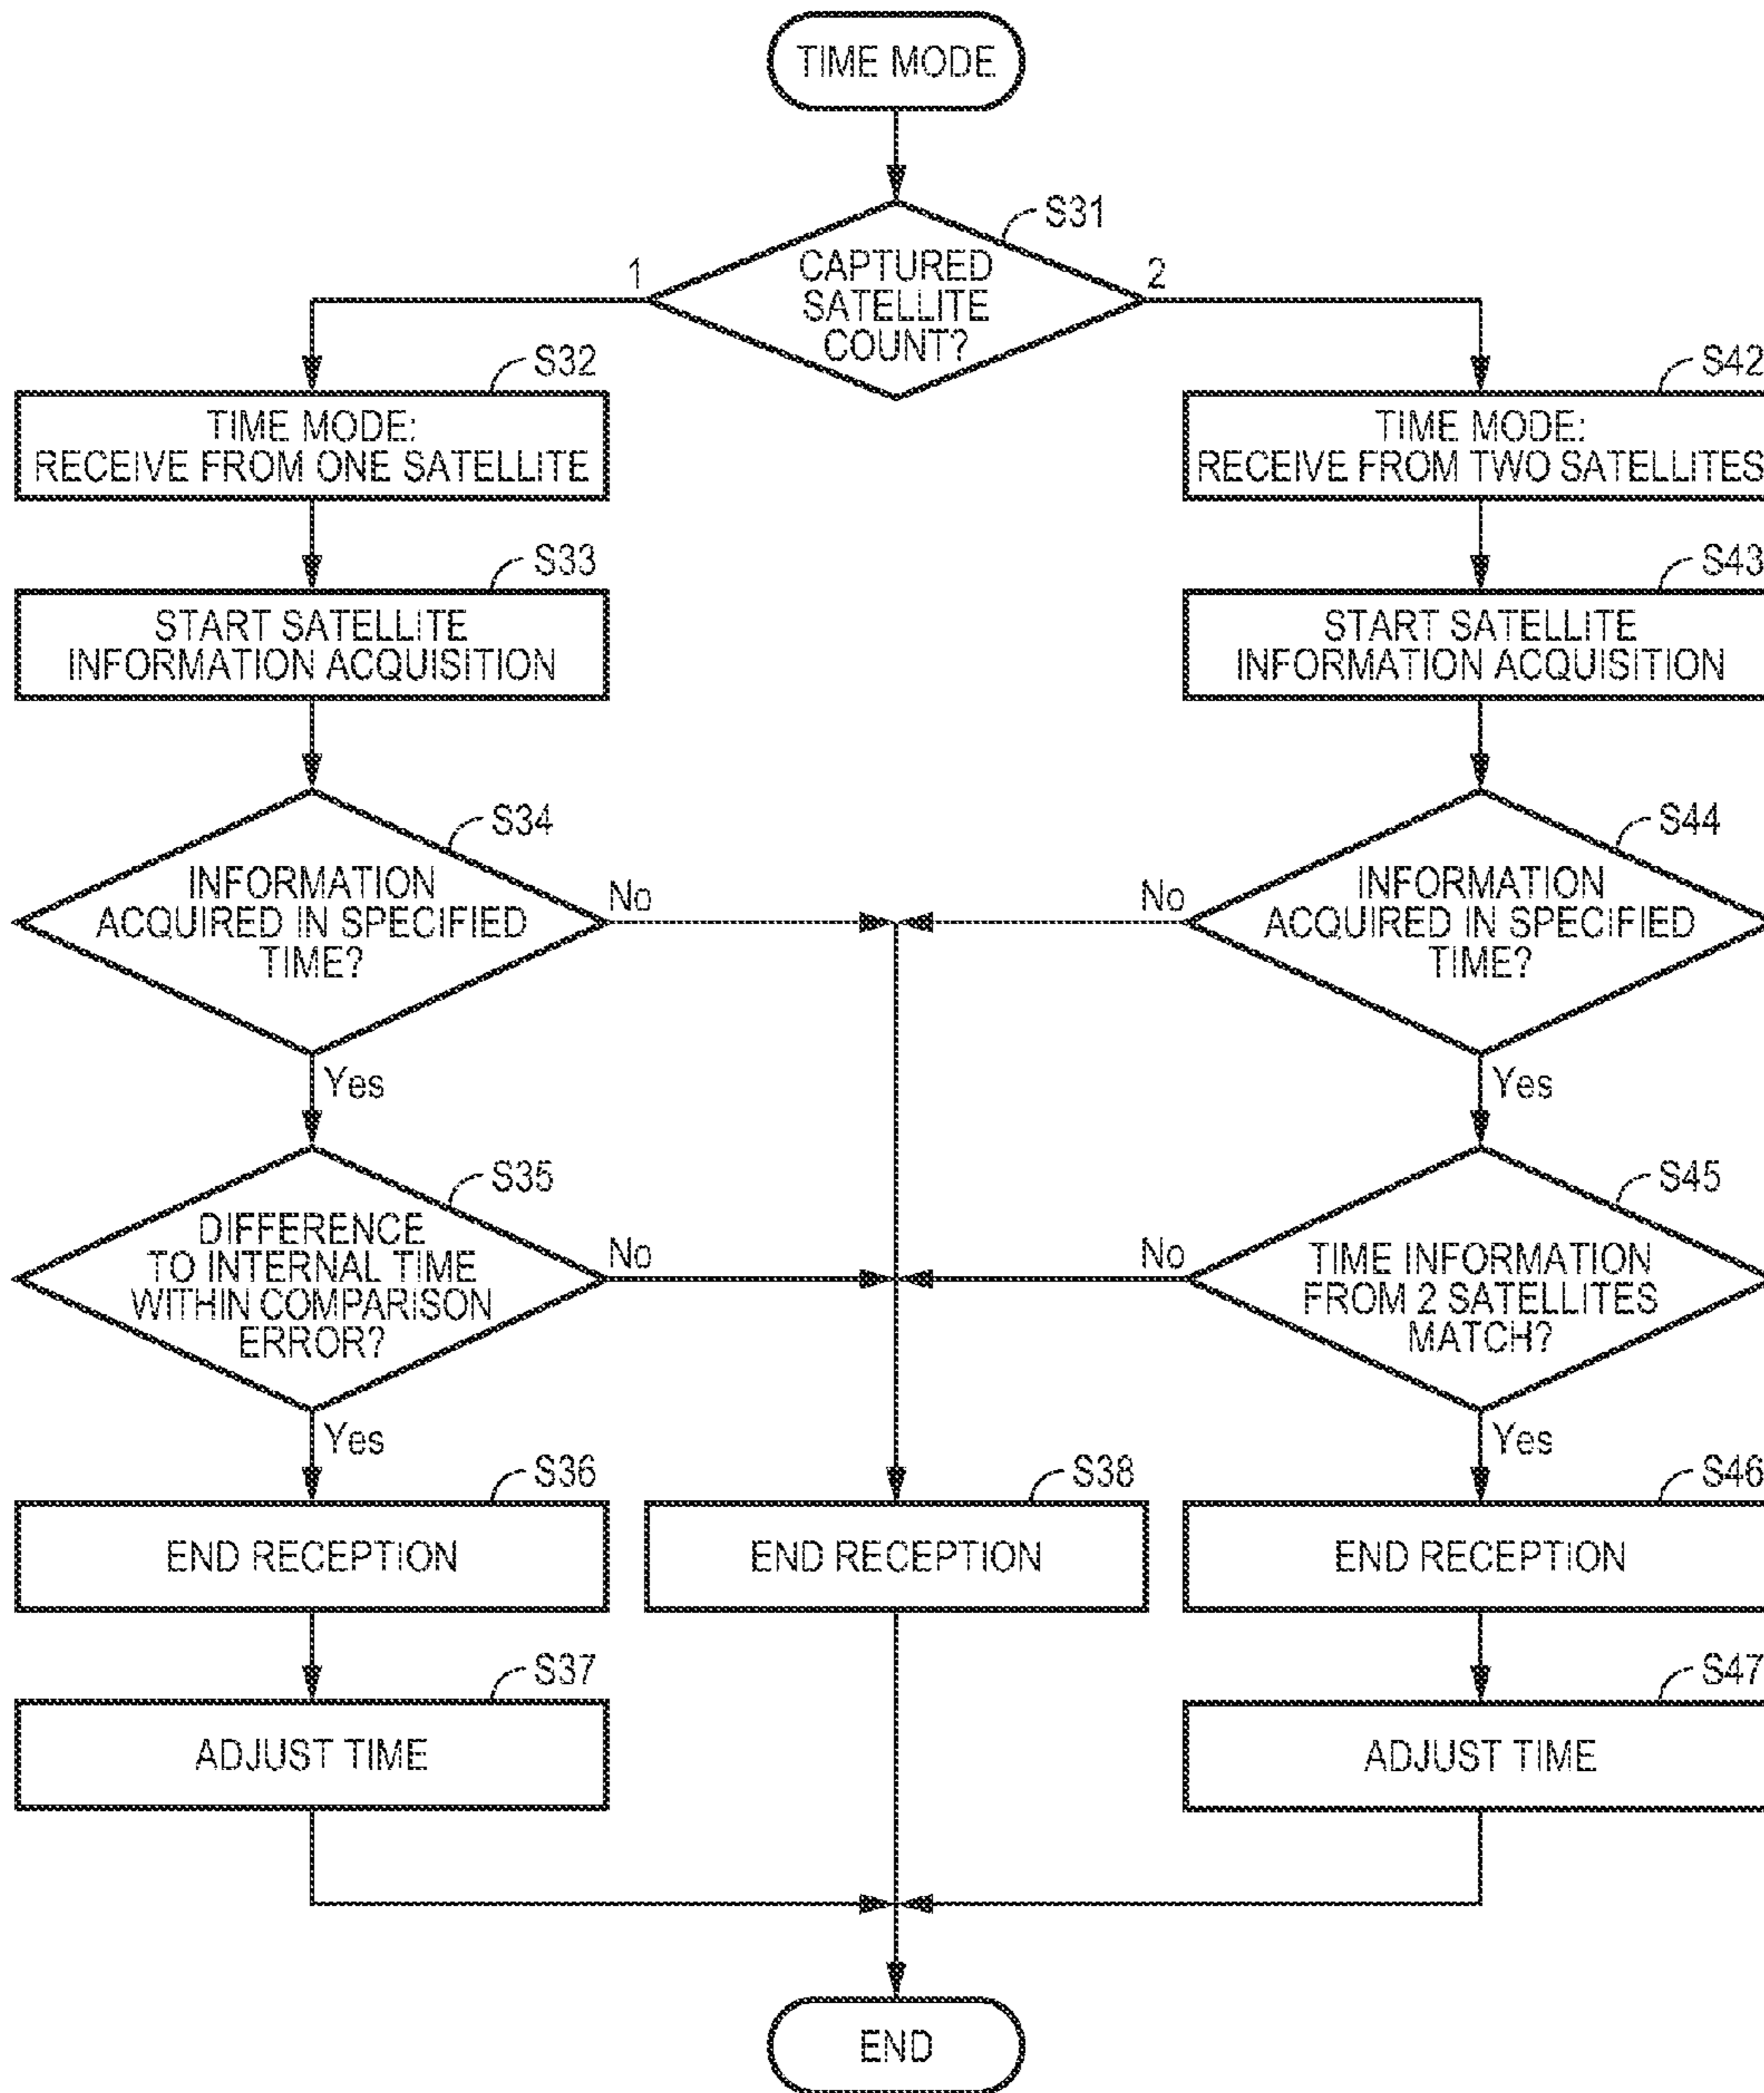 TIME MODE
S31
CAPTURED
SATELLITE
COUNT?
1
2
S32
TIME MODE:
RECEIVE FROM ONE SATELLITE
S42
TIME MODE:
RECEIVE FROM TWO SATELLITES
S33
START SATELLITE
INFORMATION ACQUISITION
S43
START SATELLITE
INFORMATION ACQUISITION
S34
INFORMATION
ACQUIRED IN SPECIFIED
TIME?
No
Yes
S44
INFORMATION
ACQUIRED IN SPECIFIED
TIME?
No
Yes
S35
DIFFERENCE
TO INTERNAL TIME
WITHIN COMPARISON
ERROR?
No
Yes
S45
TIME INFORMATION
FROM 2 SATELLITES
MATCH?
No
Yes
S36
END RECEPTION
S38
END RECEPTION
S46
END RECEPTION
S37
ADJUST TIME
S47
ADJUST TIME
END